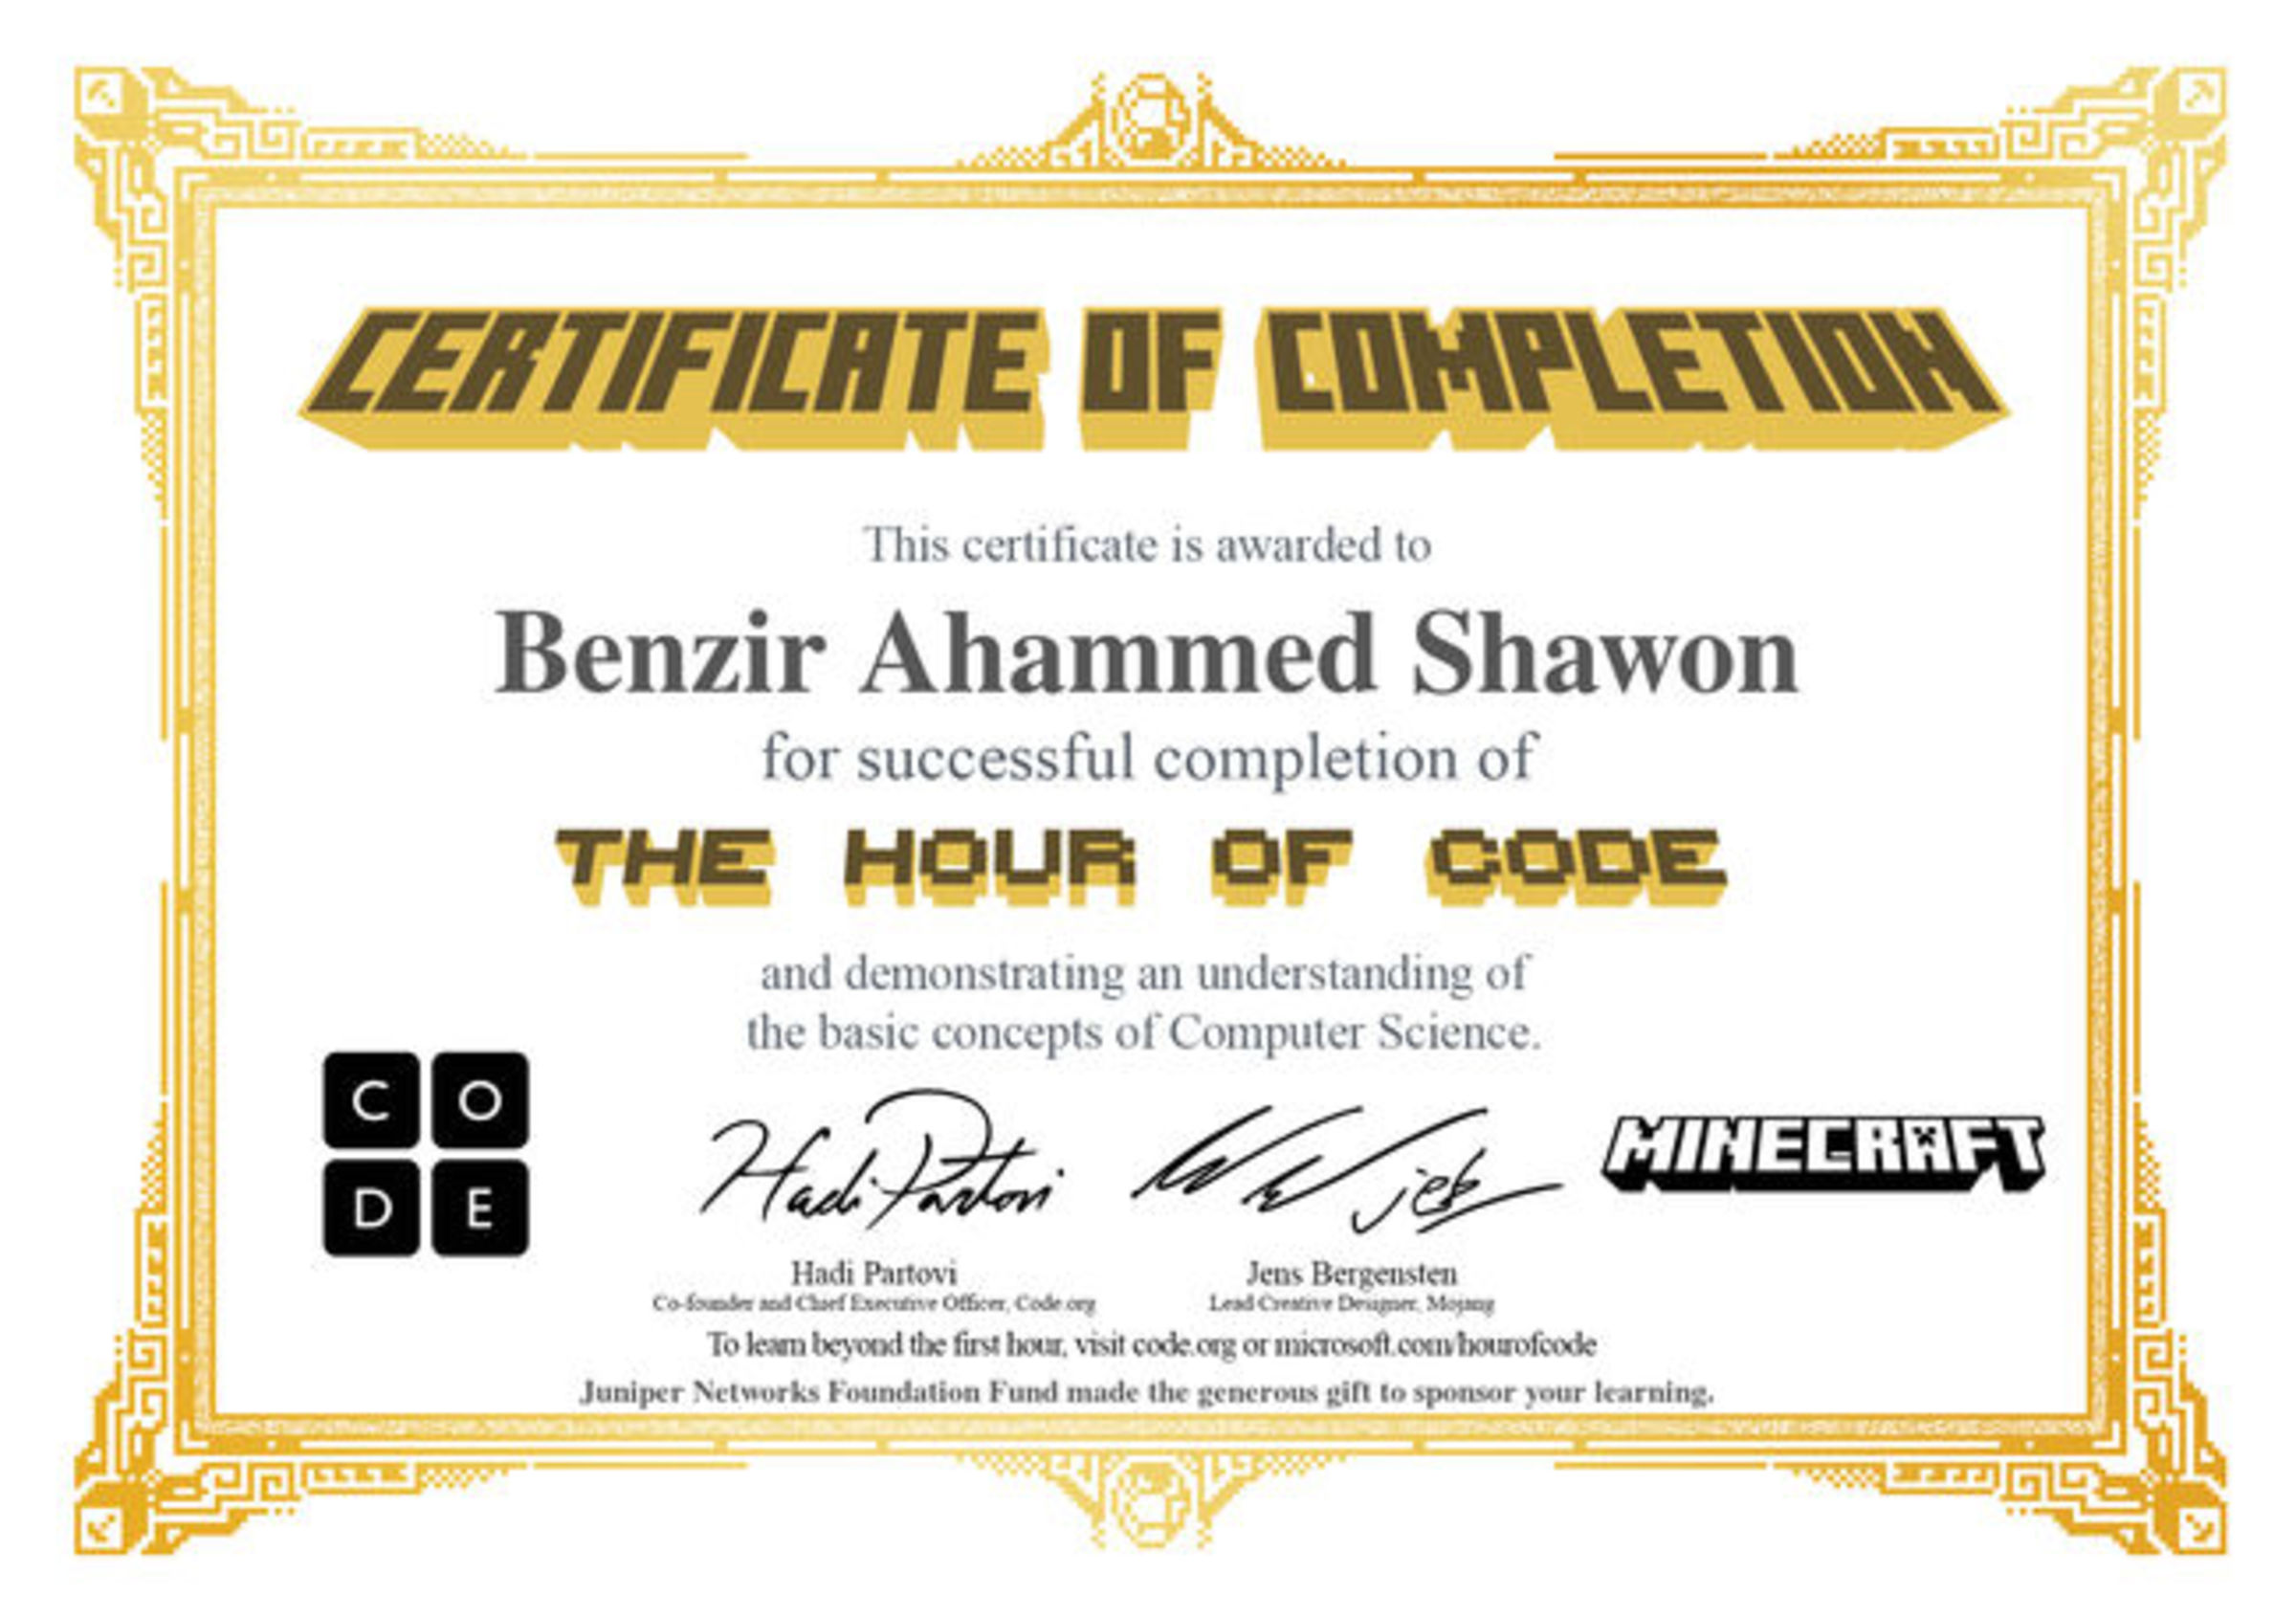 CERTIFICATE OF COMPLETION
This certificate is awarded to
Benzir Ahammed Shawon
for successful completion of
THE HOUR OF CODE
and demonstrating an understanding of
the basic concepts of Computer Science.
C O
D E
Hadi Partovi
jeb
MINECRAFT
Hadi Partovi
Co-founder and Chief Executive Officer, Code.org
Jens Bergensten
Lead Creative Designer, Mojang
To learn beyond the first hour, visit code.org or microsoft.com/hourofcode
Juniper Networks Foundation Fund made the generous gift to sponsor your learning.